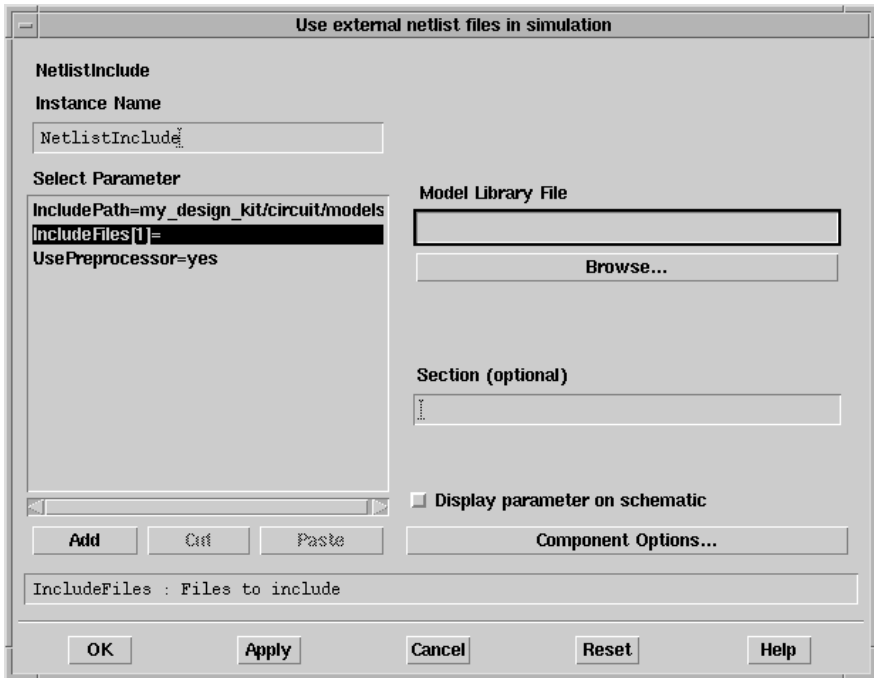 Use external netlist files in simulation
NetlistInclude
Instance Name
NetlistInclude
Select Parameter
IncludePath=my_design_kit/circuit/models
IncludeFiles[1]=
UsePreprocessor=yes
Model Library File
Browse...
Section (optional)
Display parameter on schematic
Add
Cut
Paste
Component Options...
IncludeFiles : Files to include
OK
Apply
Cancel
Reset
Help